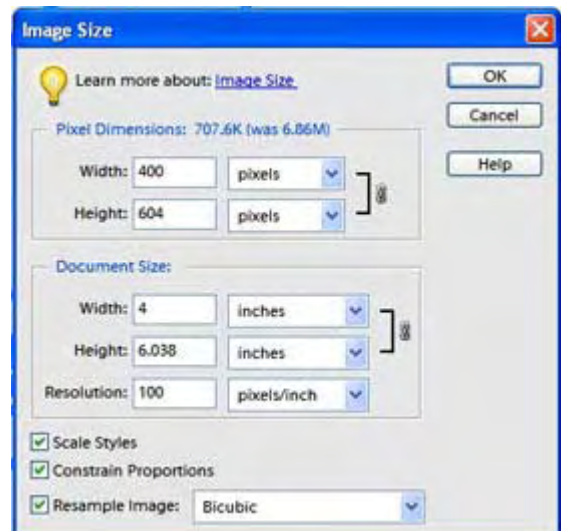 Image Size
Learn more about: Image Size
OK
Cancel
Help
Pixel Dimensions: 707.6K (was 6.86M)
Width: 400 pixels
Height: 604 pixels
Document Size:
Width: 4 inches
Height: 6.038 inches
Resolution: 100 pixels/inch
Scale Styles
Constrain Proportions
Resample Image: Bicubic